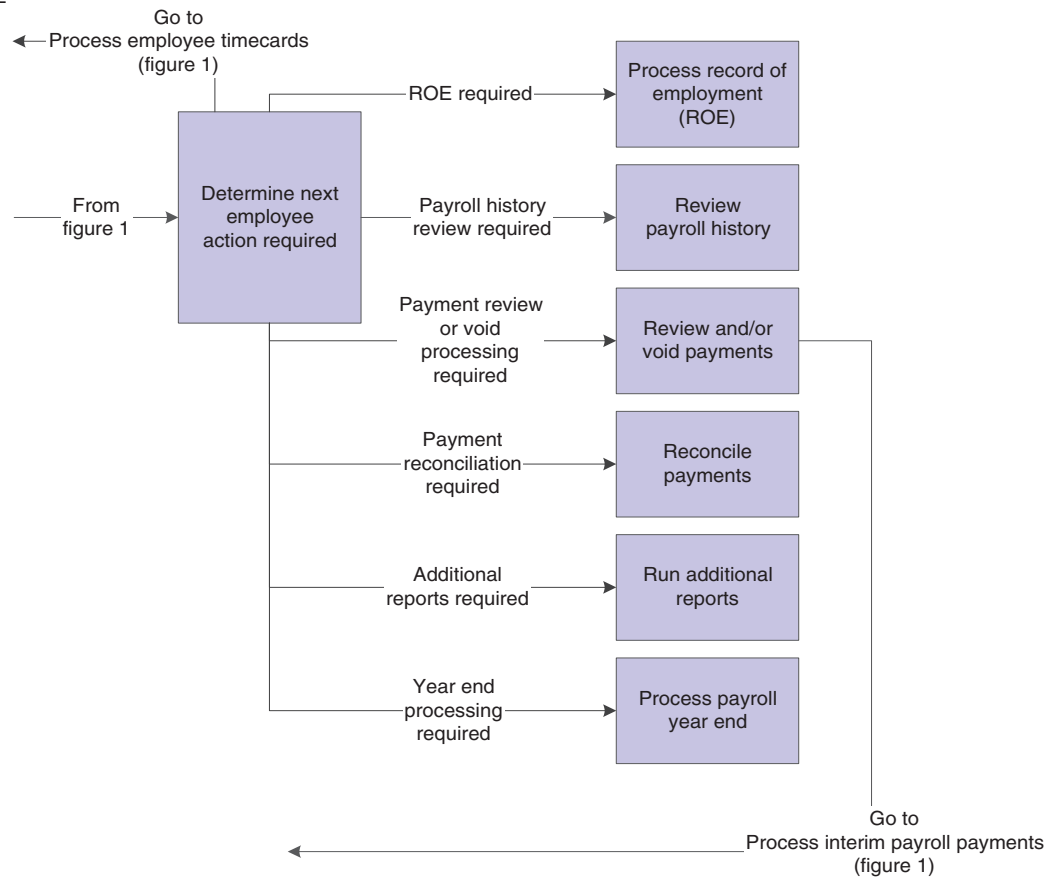 Go to
Process employee timecards
(figure 1)
ROE required
Process record of
employment
(ROE)
From
figure 1
Determine next
employee
action required
Payroll history
review required
Review
payroll history
Payment review
or void
processing
required
Review and/or
void payments
Payment
reconciliation
required
Reconcile
payments
Additional
reports required
Run additional
reports
Year end
processing
required
Process payroll
year end
Go to
Process interim payroll payments
(figure 1)